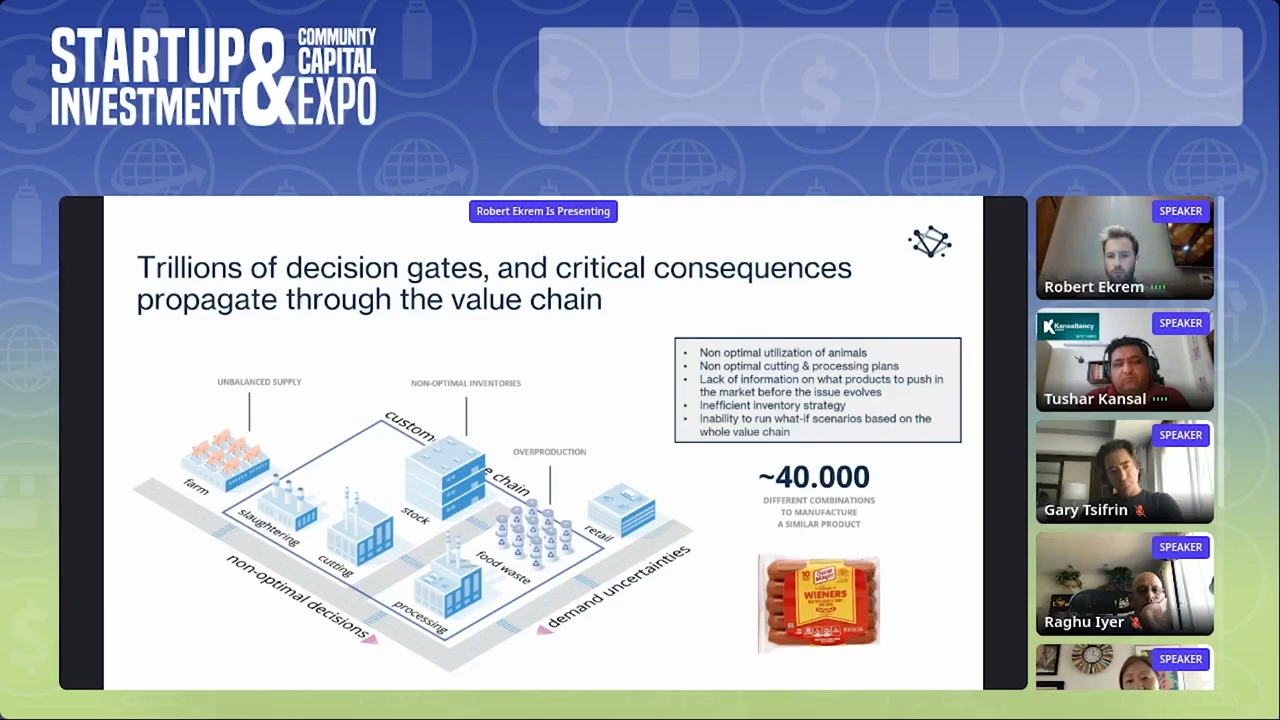 STARTUP & COMMUNITY CAPITAL
INVESTMENT EXPO
Robert Ekrem Is Presenting
Trillions of decision gates, and critical consequences
propagate through the value chain
UNBALANCED SUPPLY
NON-OPTIMAL INVENTORIES
OVERPRODUCTION
custom
e chain
farm
slaughtering
cutting
stock
processing
food waste
retail
non-optimal decisions
demand uncertainties
• Non optimal utilization of animals
• Non optimal cutting & processing plans
• Lack of information on what products to push in
the market before the issue evolves
• Inefficient inventory strategy
• Inability to run what-if scenarios based on the
whole value chain
~40.000
DIFFERENT COMBINATIONS
TO MANUFACTURE
A SIMILAR PRODUCT
Oscar
Mayer
WIENERS
SPEAKER
Robert Ekrem
Kansaltancy
SPEAKER
Tushar Kansal
SPEAKER
Gary Tsifrin
SPEAKER
Raghu Iyer
SPEAKER